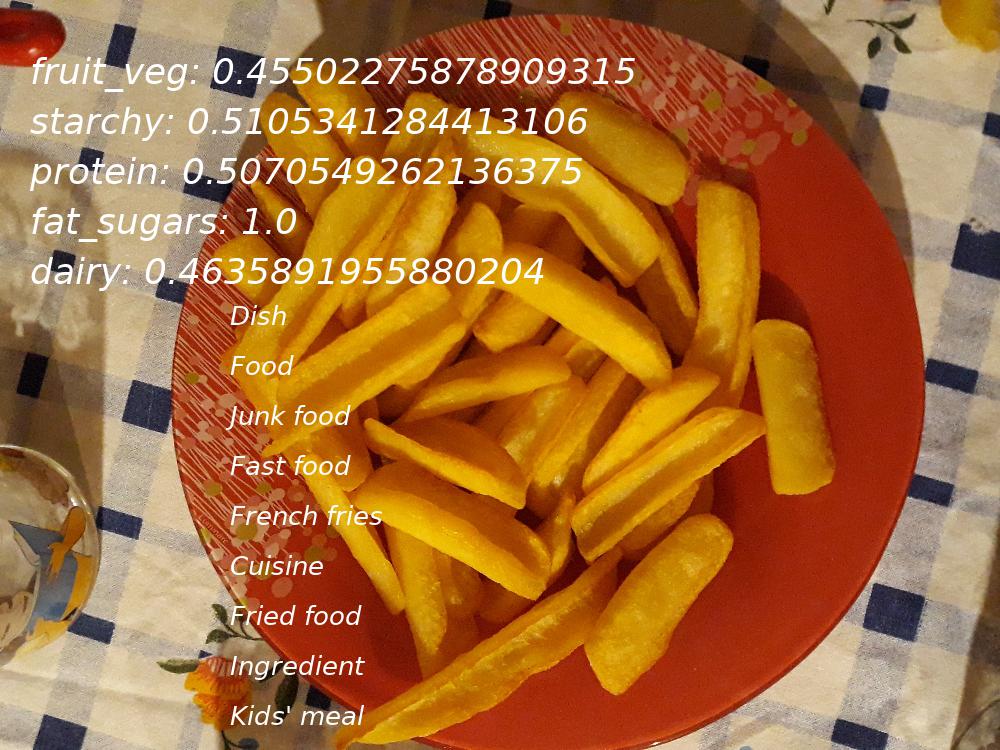 fruit_veg: 0.45502275878909315
starchy: 0.5105341284413106
protein: 0.5070549262136375
fat_sugars: 1.0
dairy: 0.4635891955880204
Dish
Food
Junk food
Fast food
French fries
Cuisine
Fried food
Ingredient
Kids' meal